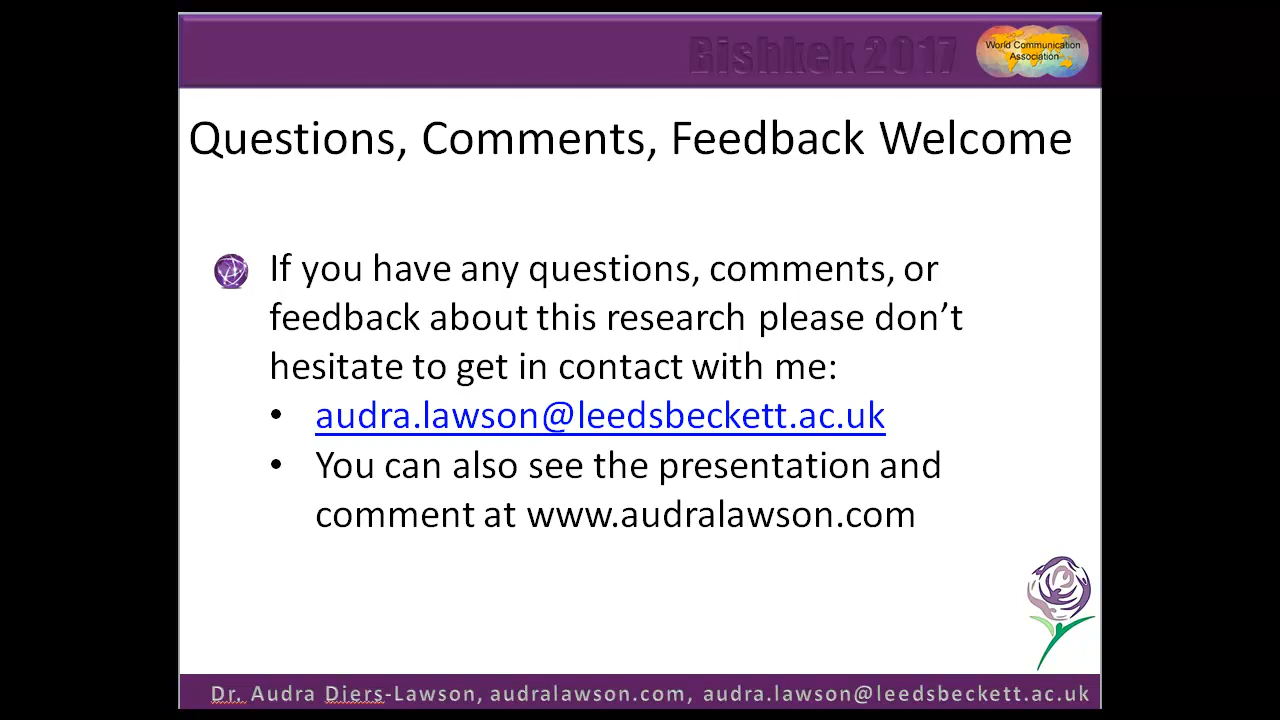 Bishkek 2017
World Communication
Association
Questions, Comments, Feedback Welcome
If you have any questions, comments, or
feedback about this research please don’t
hesitate to get in contact with me:
• audra.lawson@leedsbeckett.ac.uk
• You can also see the presentation and
comment at www.audralawson.com
Dr. Audra Diers-Lawson, audralawson.com, audra.lawson@leedsbeckett.ac.uk